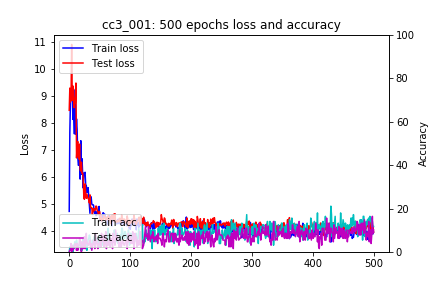 cc3_001: 500 epochs loss and accuracy
Train loss
Test loss
Train acc
Test acc
Loss
Accuracy
11
10
9
8
7
6
5
4
100
80
60
40
20
0
0
100
200
300
400
500